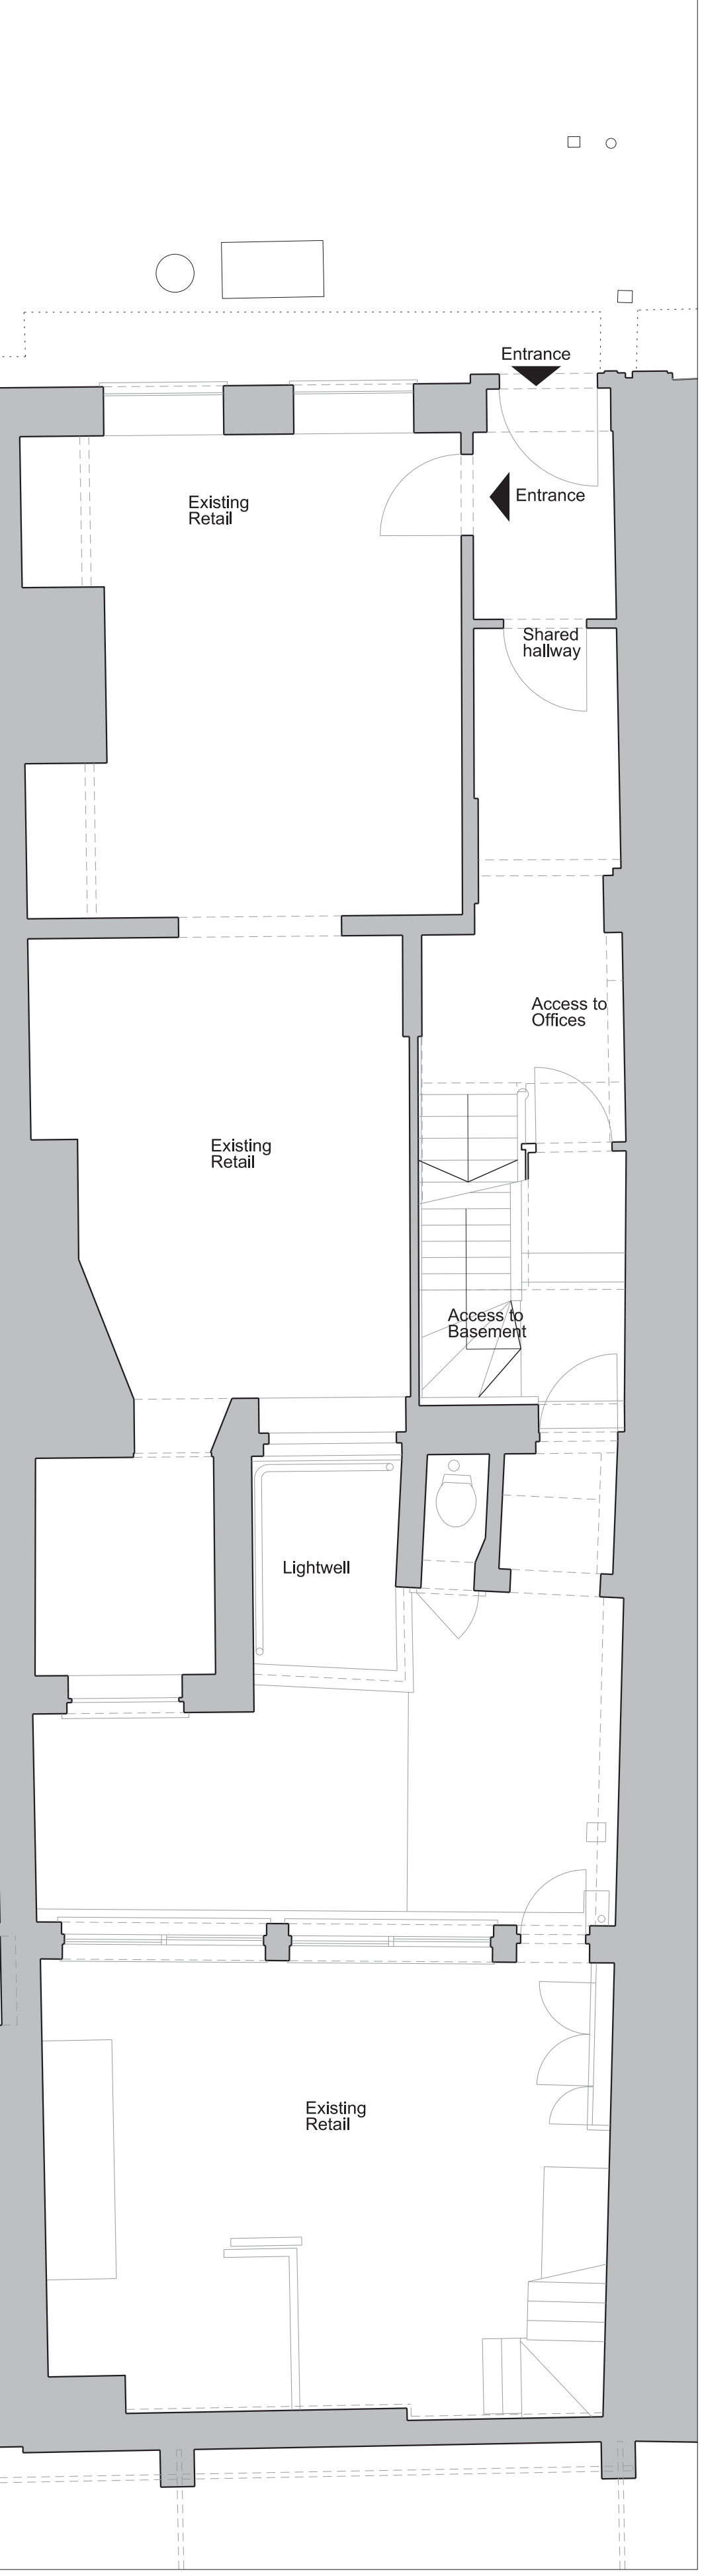 Entrance
Existing
Retail
Entrance
Shared
hallway
Access to
Offices
Existing
Retail
Access to
Basement
Lightwell
Existing
Retail